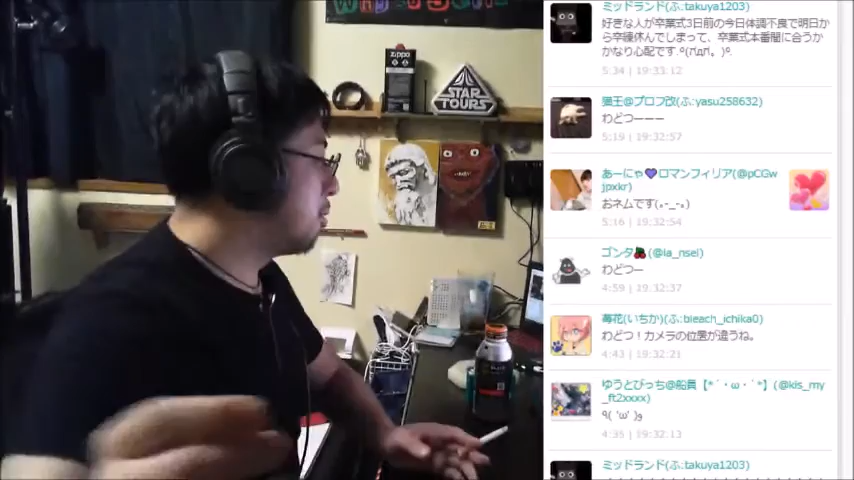 STAR
TOURS
ZIPPO
BLACK
ミッドランド(ふ:takuya1203)
好きな人が卒業式3日前の今日体調不良で明日か
ら卒練休んでしまって、卒業式本番間に合うか
かなり心配です
5:34 | 19:33:12
猫王@プロフ改(ふ:yasu258632)
わどつーーー
5:19 | 19:32:57
あーにゃ💜ロマンフィリア(@pCGw
jpxkr)
おネムです(｡-_-｡)
5:16 | 19:32:54
ゴンタ🍒(@la_nsel)
わどつー
4:59 | 19:32:37
苺花(いちか)(ふ:bleach_ichika0)
わどつ！カメラの位置が違うね。
4:43 | 19:32:21
ゆうとぴっち@船員【*´･ω･`】(@kis_my
_ft2xxxx)
٩( 'ω' )و
4:35 | 19:32:13
ミッドランド(ふ:takuya1203)